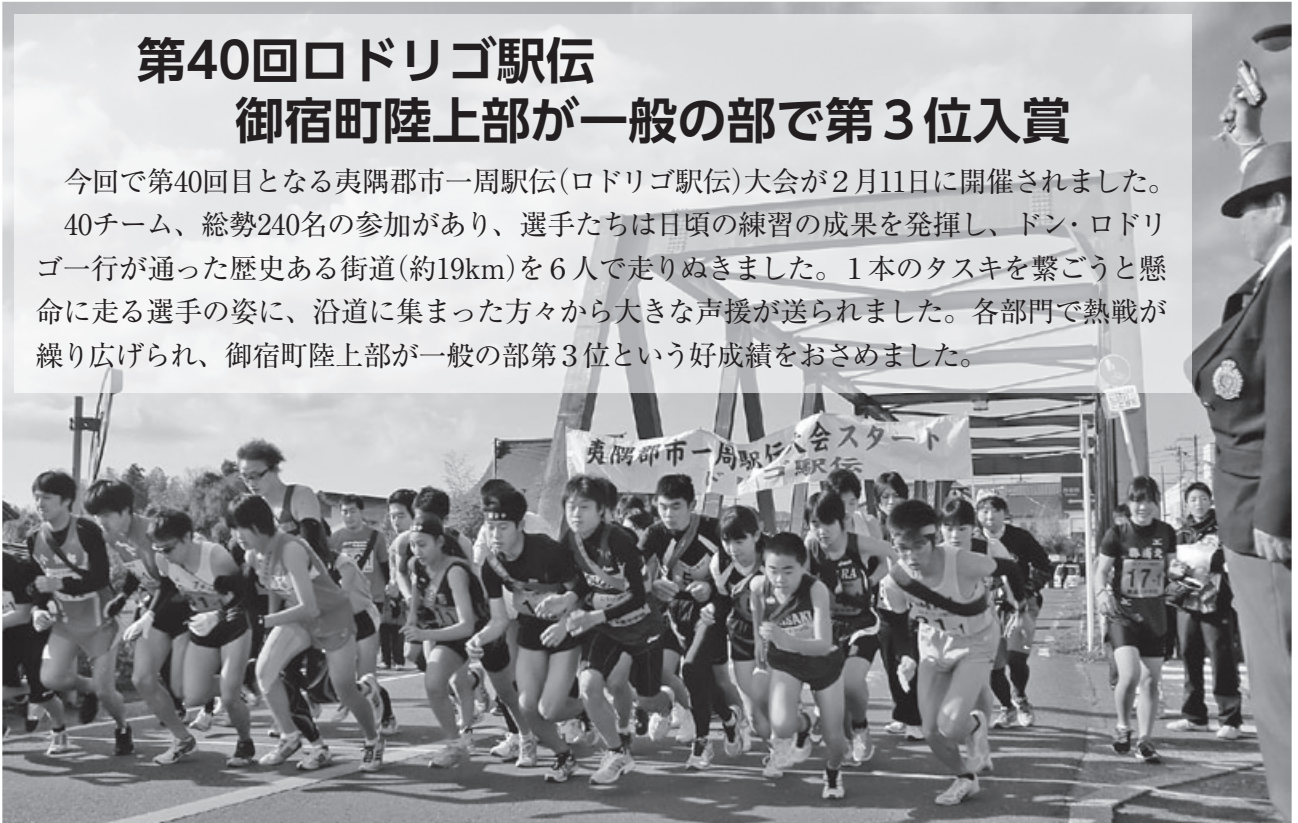 第40回ロドリゴ駅伝
御宿町陸上部が一般の部で第３位入賞
今回で第40回目となる夷隅郡市一周駅伝(ロドリゴ駅伝)大会が２月11日に開催されました。
40チーム、総勢240名の参加があり、選手たちは日頃の練習の成果を発揮し、ドン・ロドリ
ゴ一行が通った歴史ある街道(約19km)を６人で走りぬきました。１本のタスキを繋ごうと懸
命に走る選手の姿に、沿道に集まった方々から大きな声援が送られました。各部門で熱戦が
繰り広げられ、御宿町陸上部が一般の部第３位という好成績をおさめました。
夷隅郡市一周駅伝大会スタート
駅伝
17-1